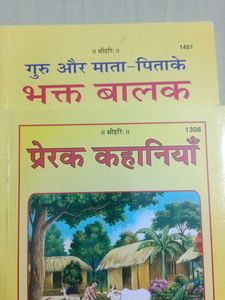 ॥ श्रीहरिः ॥ 1451
गुरु और माता-पिताके
भक्त बालक
॥ श्रीहरिः ॥ 1308
प्रेरक कहानियाँ